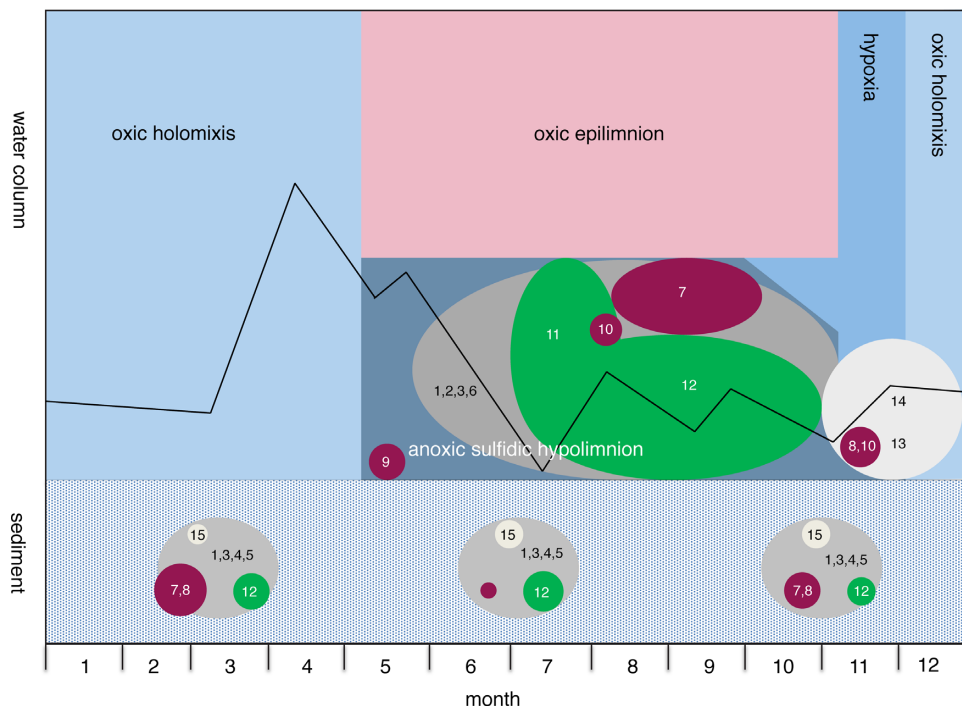 oxic holomixis
oxic epilimnion
hypoxia
oxic holomixis
water column
7
10
11
12
1,2,3,6
14
8,10
13
9
anoxic sulfidic hypolimnion
sediment
15
1,3,4,5
7,8
12
15
1,3,4,5
12
15
1,3,4,5
7,8
12
1 2 3 4 5 6 7 8 9 10 11 12
month